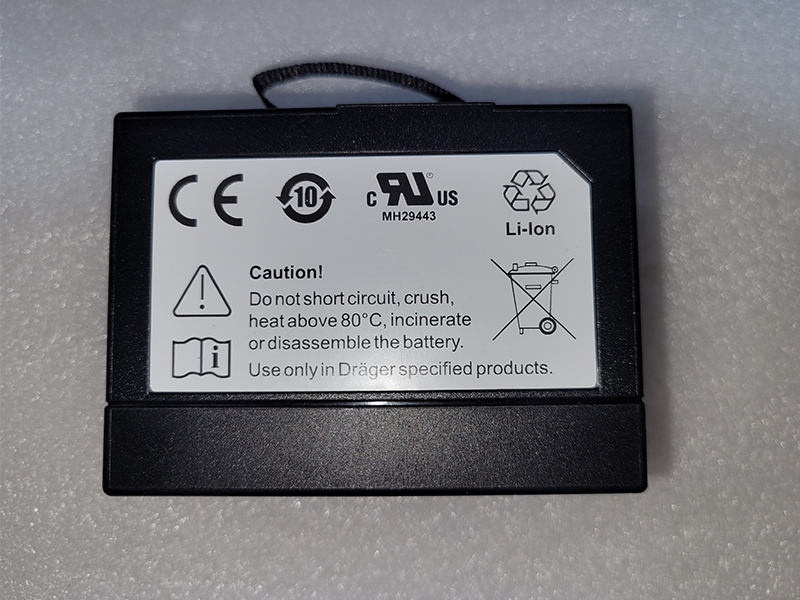 CE 10 c RU ® US
MH29443
Li-Ion
Caution!
Do not short circuit, crush,
heat above 80°C, incinerate
or disassemble the battery.
i
Use only in Dräger specified products.